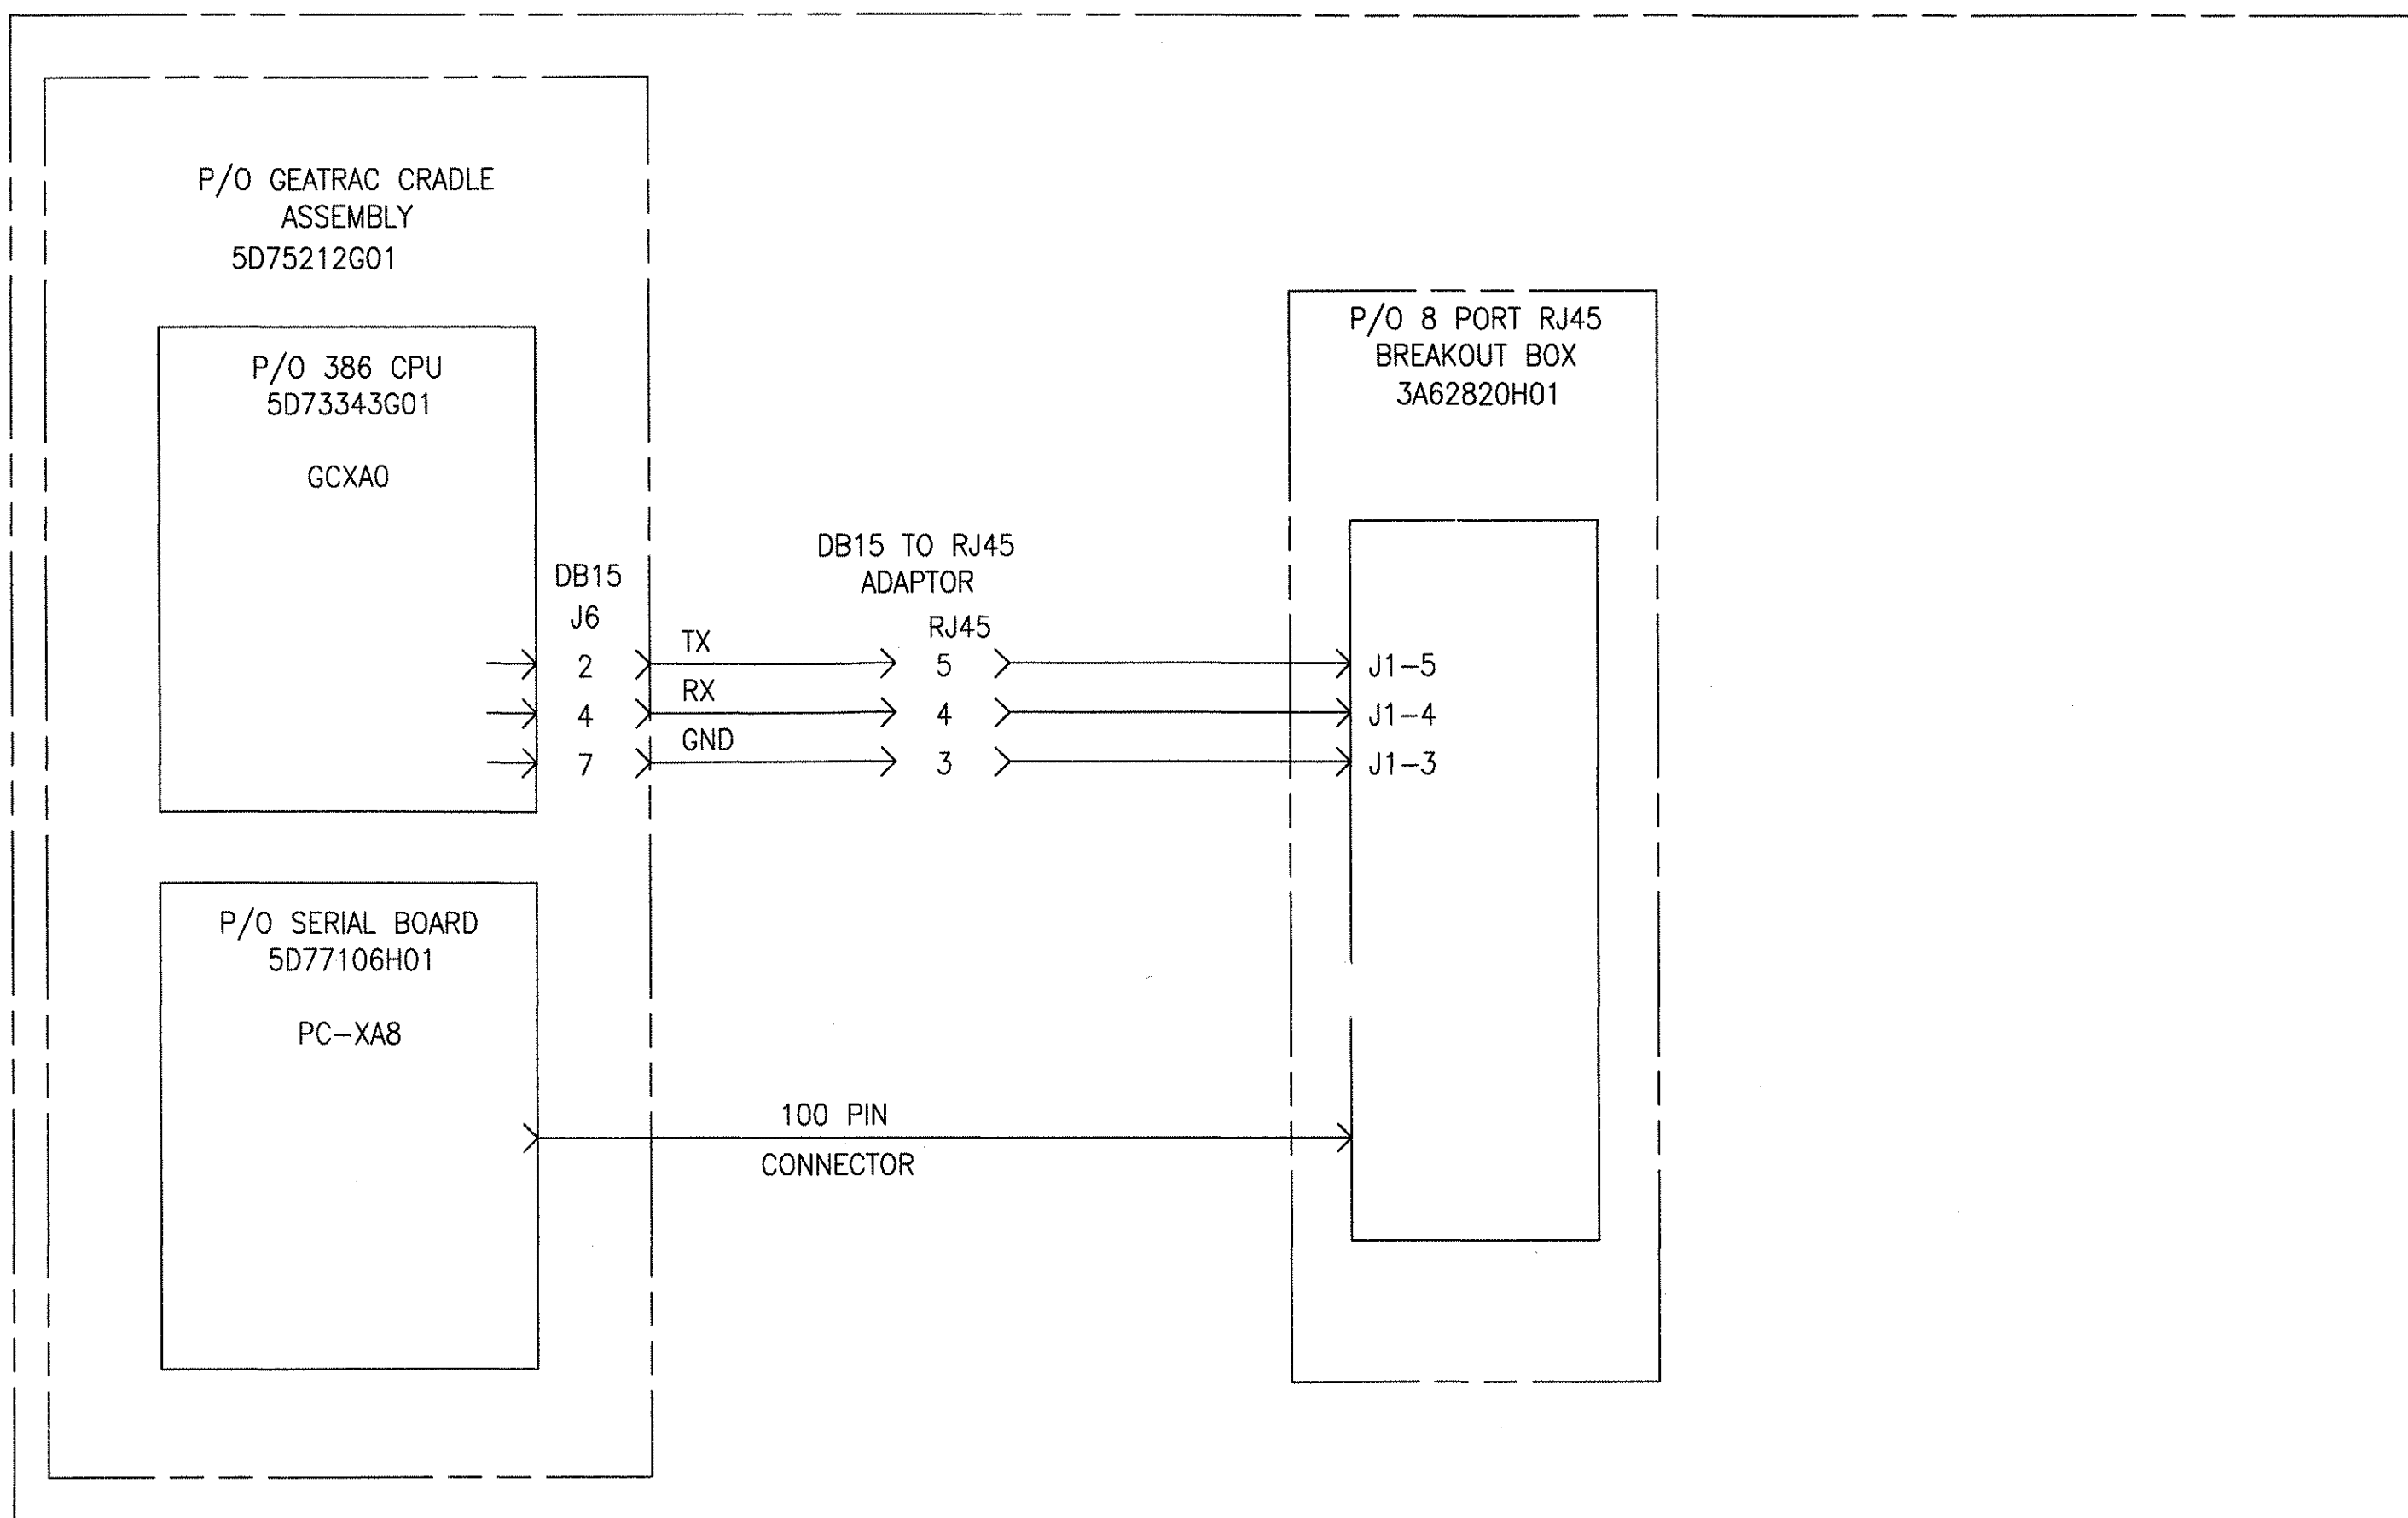 P/O GEATRAC CRADLE
ASSEMBLY
5D75212G01
P/O 386 CPU
5D73343G01
GCXA0
DB15
J6
2
4
7
TX
RX
GND
DB15 TO RJ45
ADAPTOR
RJ45
5
4
3
P/O 8 PORT RJ45
BREAKOUT BOX
3A62820H01
J1-5
J1-4
J1-3
P/O SERIAL BOARD
5D77106H01
PC-XA8
100 PIN
CONNECTOR